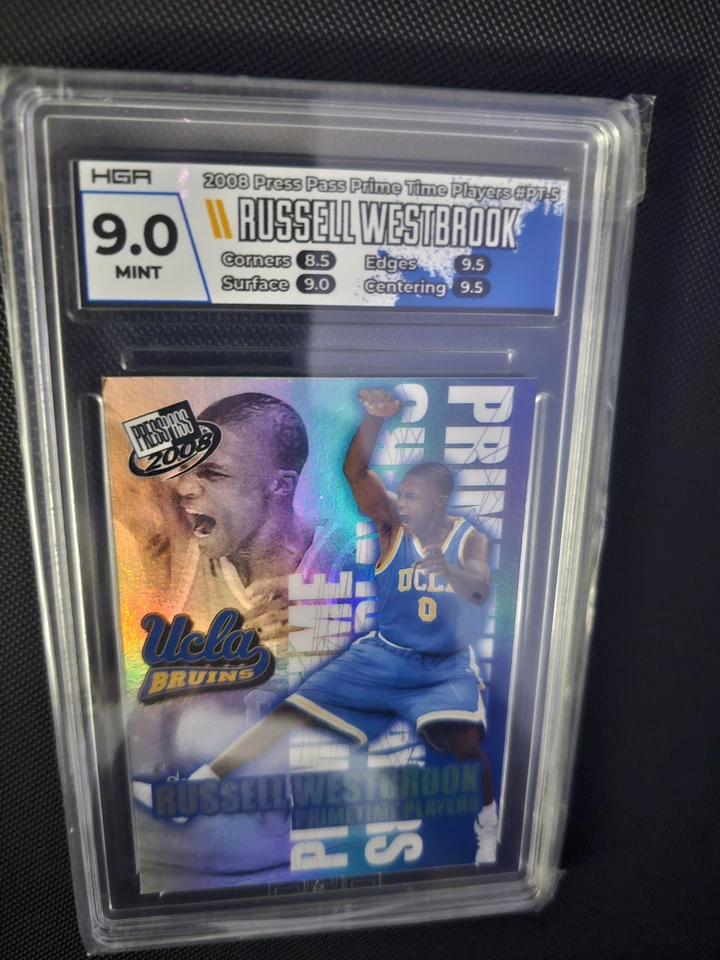 HGA
2008 Press Pass Prime Time Players #PT-5
9.0
MINT
RUSSELL WESTBROOK
Corners 8.5 Edges 9.5
Surface 9.0 Centering 9.5
PRESS PASS
2008
UCLA
0
Ucla
BRUINS
RUSSELL WESTBROOK
PRIMETIME PLAYERS